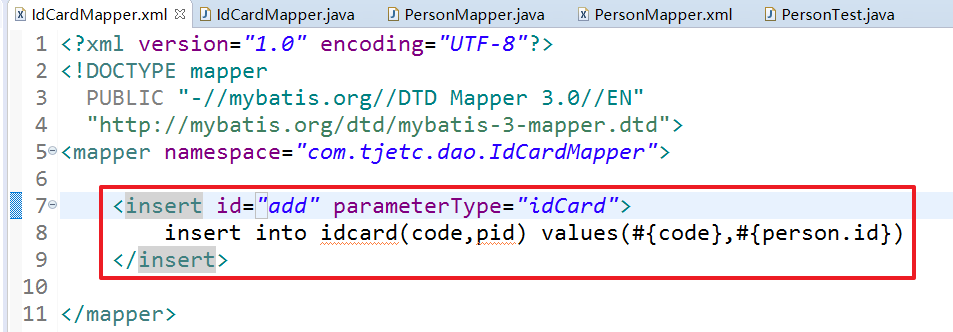 IdCardMapper.xml IdCardMapper.java PersonMapper.java PersonMapper.xml PersonTest.java
1 <?xml version="1.0" encoding="UTF-8"?>
2 <!DOCTYPE mapper
3 PUBLIC "-//mybatis.org//DTD Mapper 3.0//EN"
4 "http://mybatis.org/dtd/mybatis-3-mapper.dtd">
5 <mapper namespace="com.tjetc.dao.IdCardMapper">
6
7 <insert id="add" parameterType="idCard">
8 insert into idcard(code,pid) values(#{code},#{person.id})
9 </insert>
10
11 </mapper>